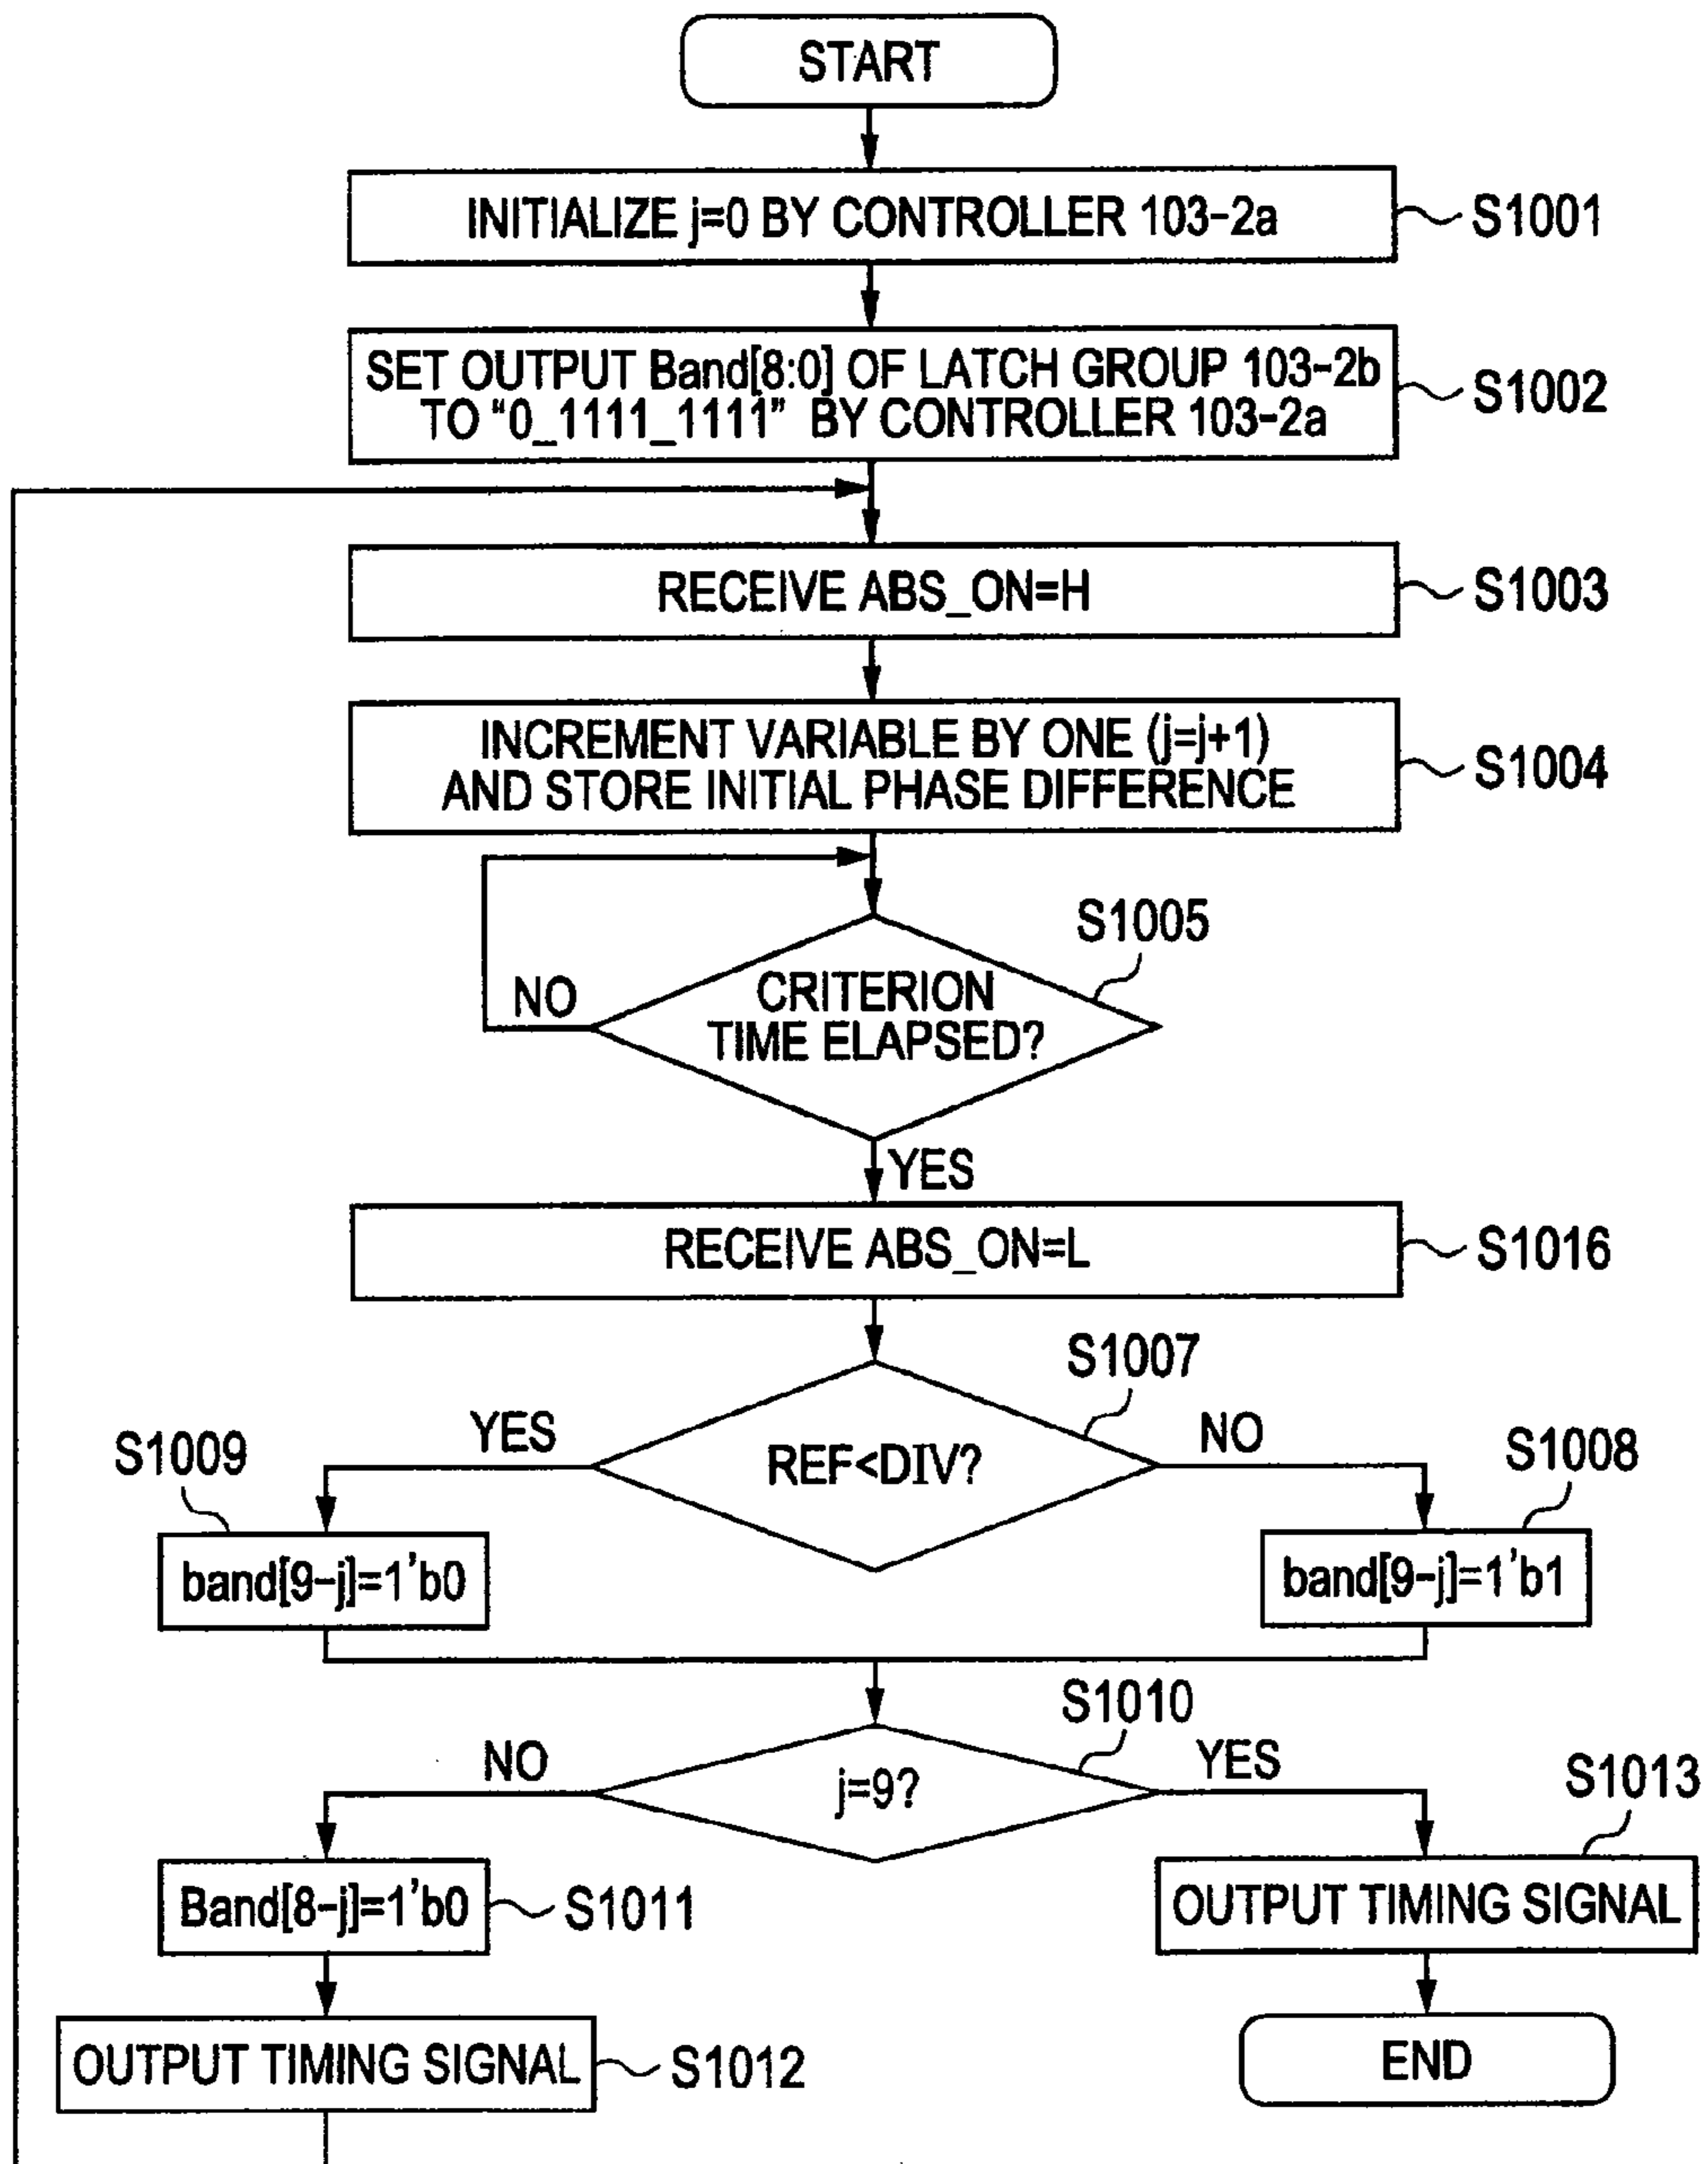 START
INITIALIZE j=0 BY CONTROLLER 103-2a
S1001
SET OUTPUT Band[8:0] OF LATCH GROUP 103-2b
TO "0_1111_1111" BY CONTROLLER 103-2a
S1002
RECEIVE ABS_ON=H
S1003
INCREMENT VARIABLE BY ONE (j=j+1)
AND STORE INITIAL PHASE DIFFERENCE
S1004
S1005
CRITERION
TIME ELAPSED?
NO
YES
RECEIVE ABS_ON=L
S1016
S1007
REF<DIV?
YES
NO
S1009
S1008
band[9-j]=1'b0
band[9-j]=1'b1
S1010
j=9?
NO
YES
S1013
Band[8-j]=1'b0
S1011
OUTPUT TIMING SIGNAL
OUTPUT TIMING SIGNAL
S1012
END